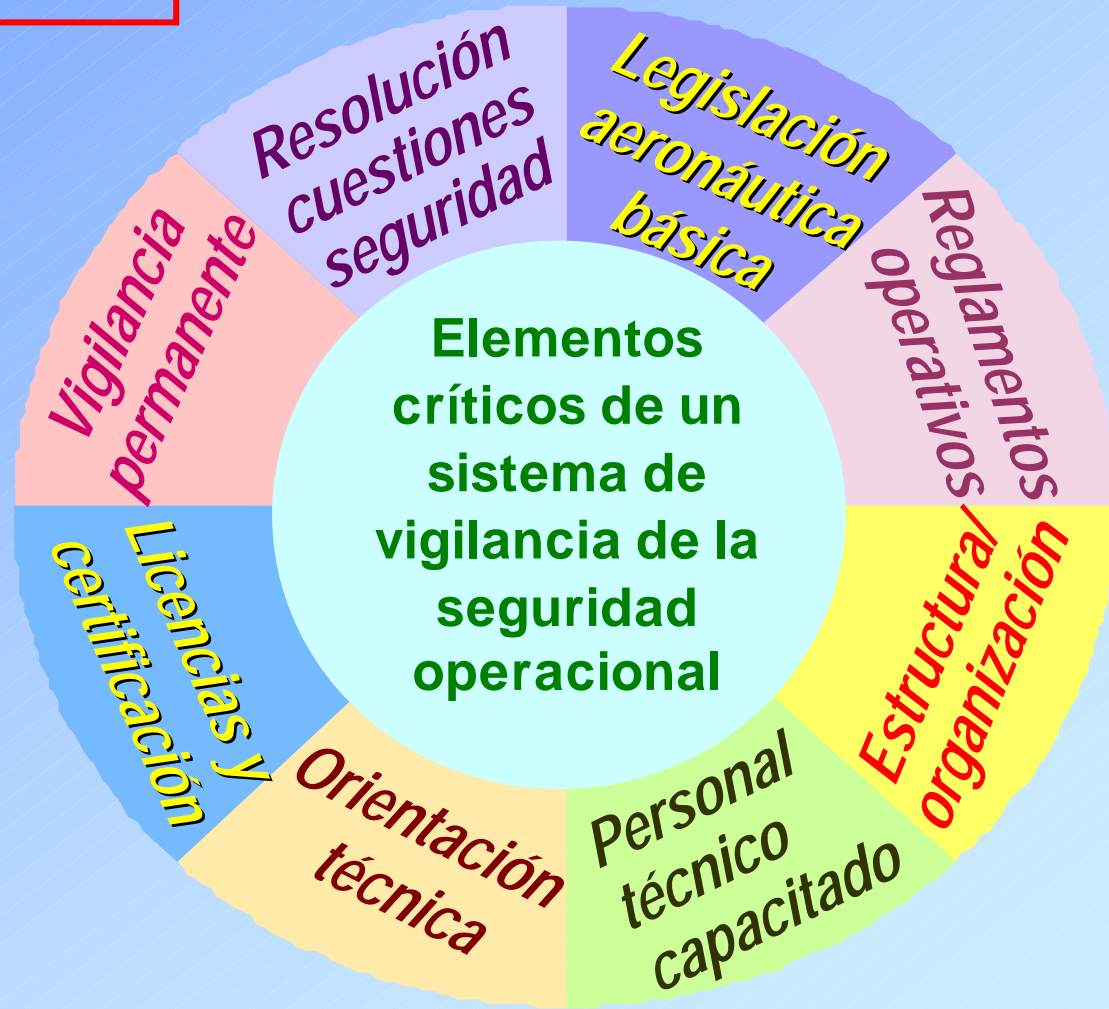 Resolución
cuestiones
seguridad
Legislación
aeronáutica
básica
Reglamentos
operativos
Estructura/
organización
Personal
técnico
capacitado
Orientación
técnica
Licencias y
certificación
Vigilancia
permanente
Elementos
críticos de un
sistema de
vigilancia de la
seguridad
operacional